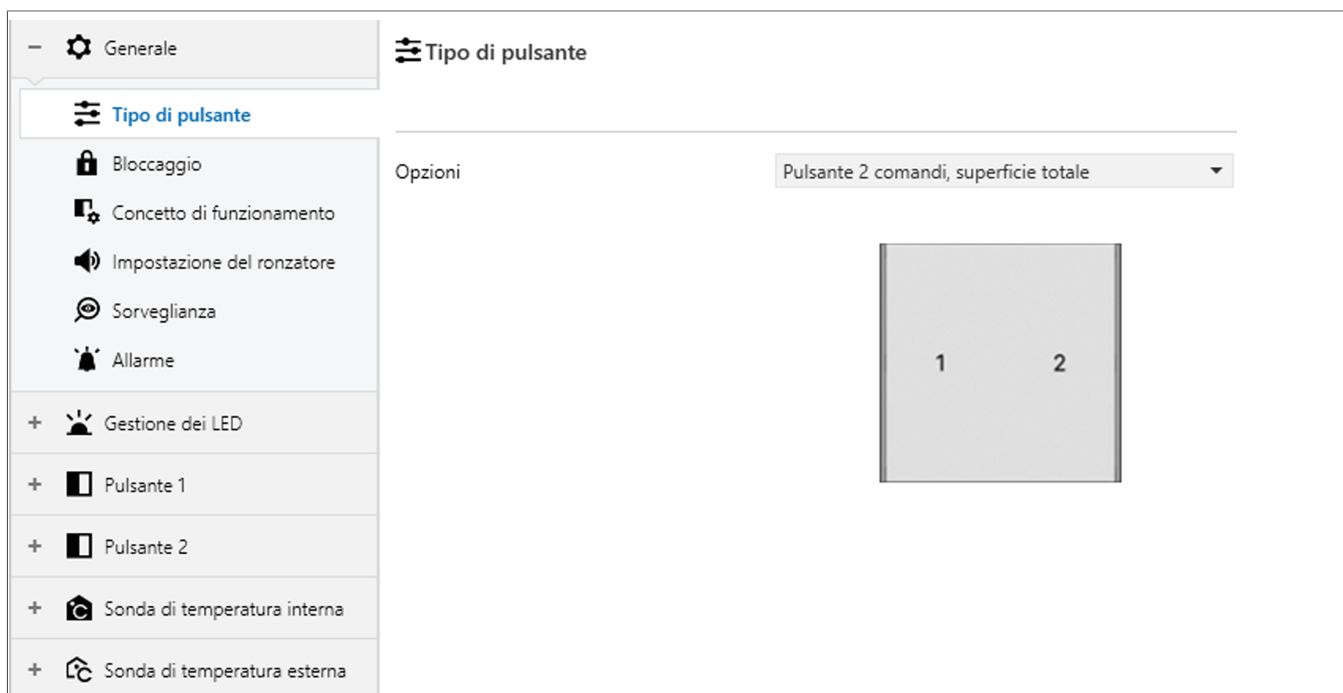 Generale
Tipo di pulsante
Bloccaggio
Concetto di funzionamento
Impostazione del ronzatore
Sorveglianza
Allarme
Gestione dei LED
Pulsante 1
Pulsante 2
Sonda di temperatura interna
Sonda di temperatura esterna
Tipo di pulsante
Opzioni
Pulsante 2 comandi, superficie totale
1 2